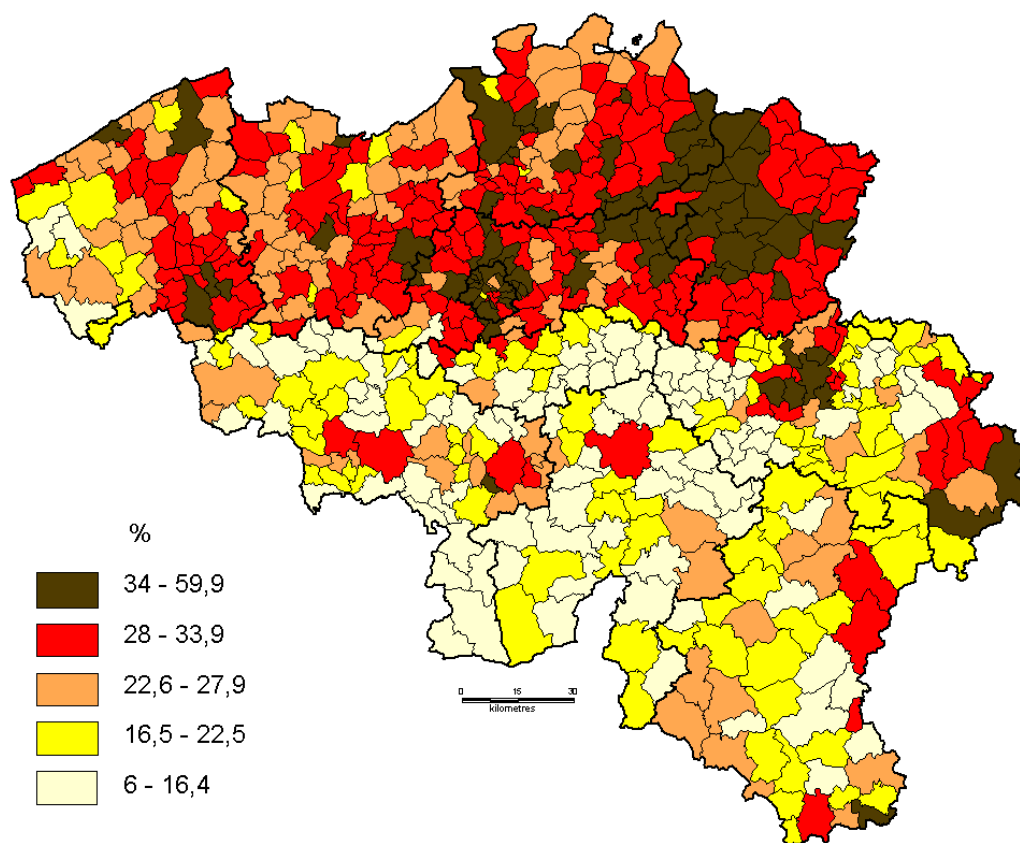 %
34 - 59,9
28 - 33,9
22,6 - 27,9
16,5 - 22,5
6 - 16,4
0 15 30
kilometres